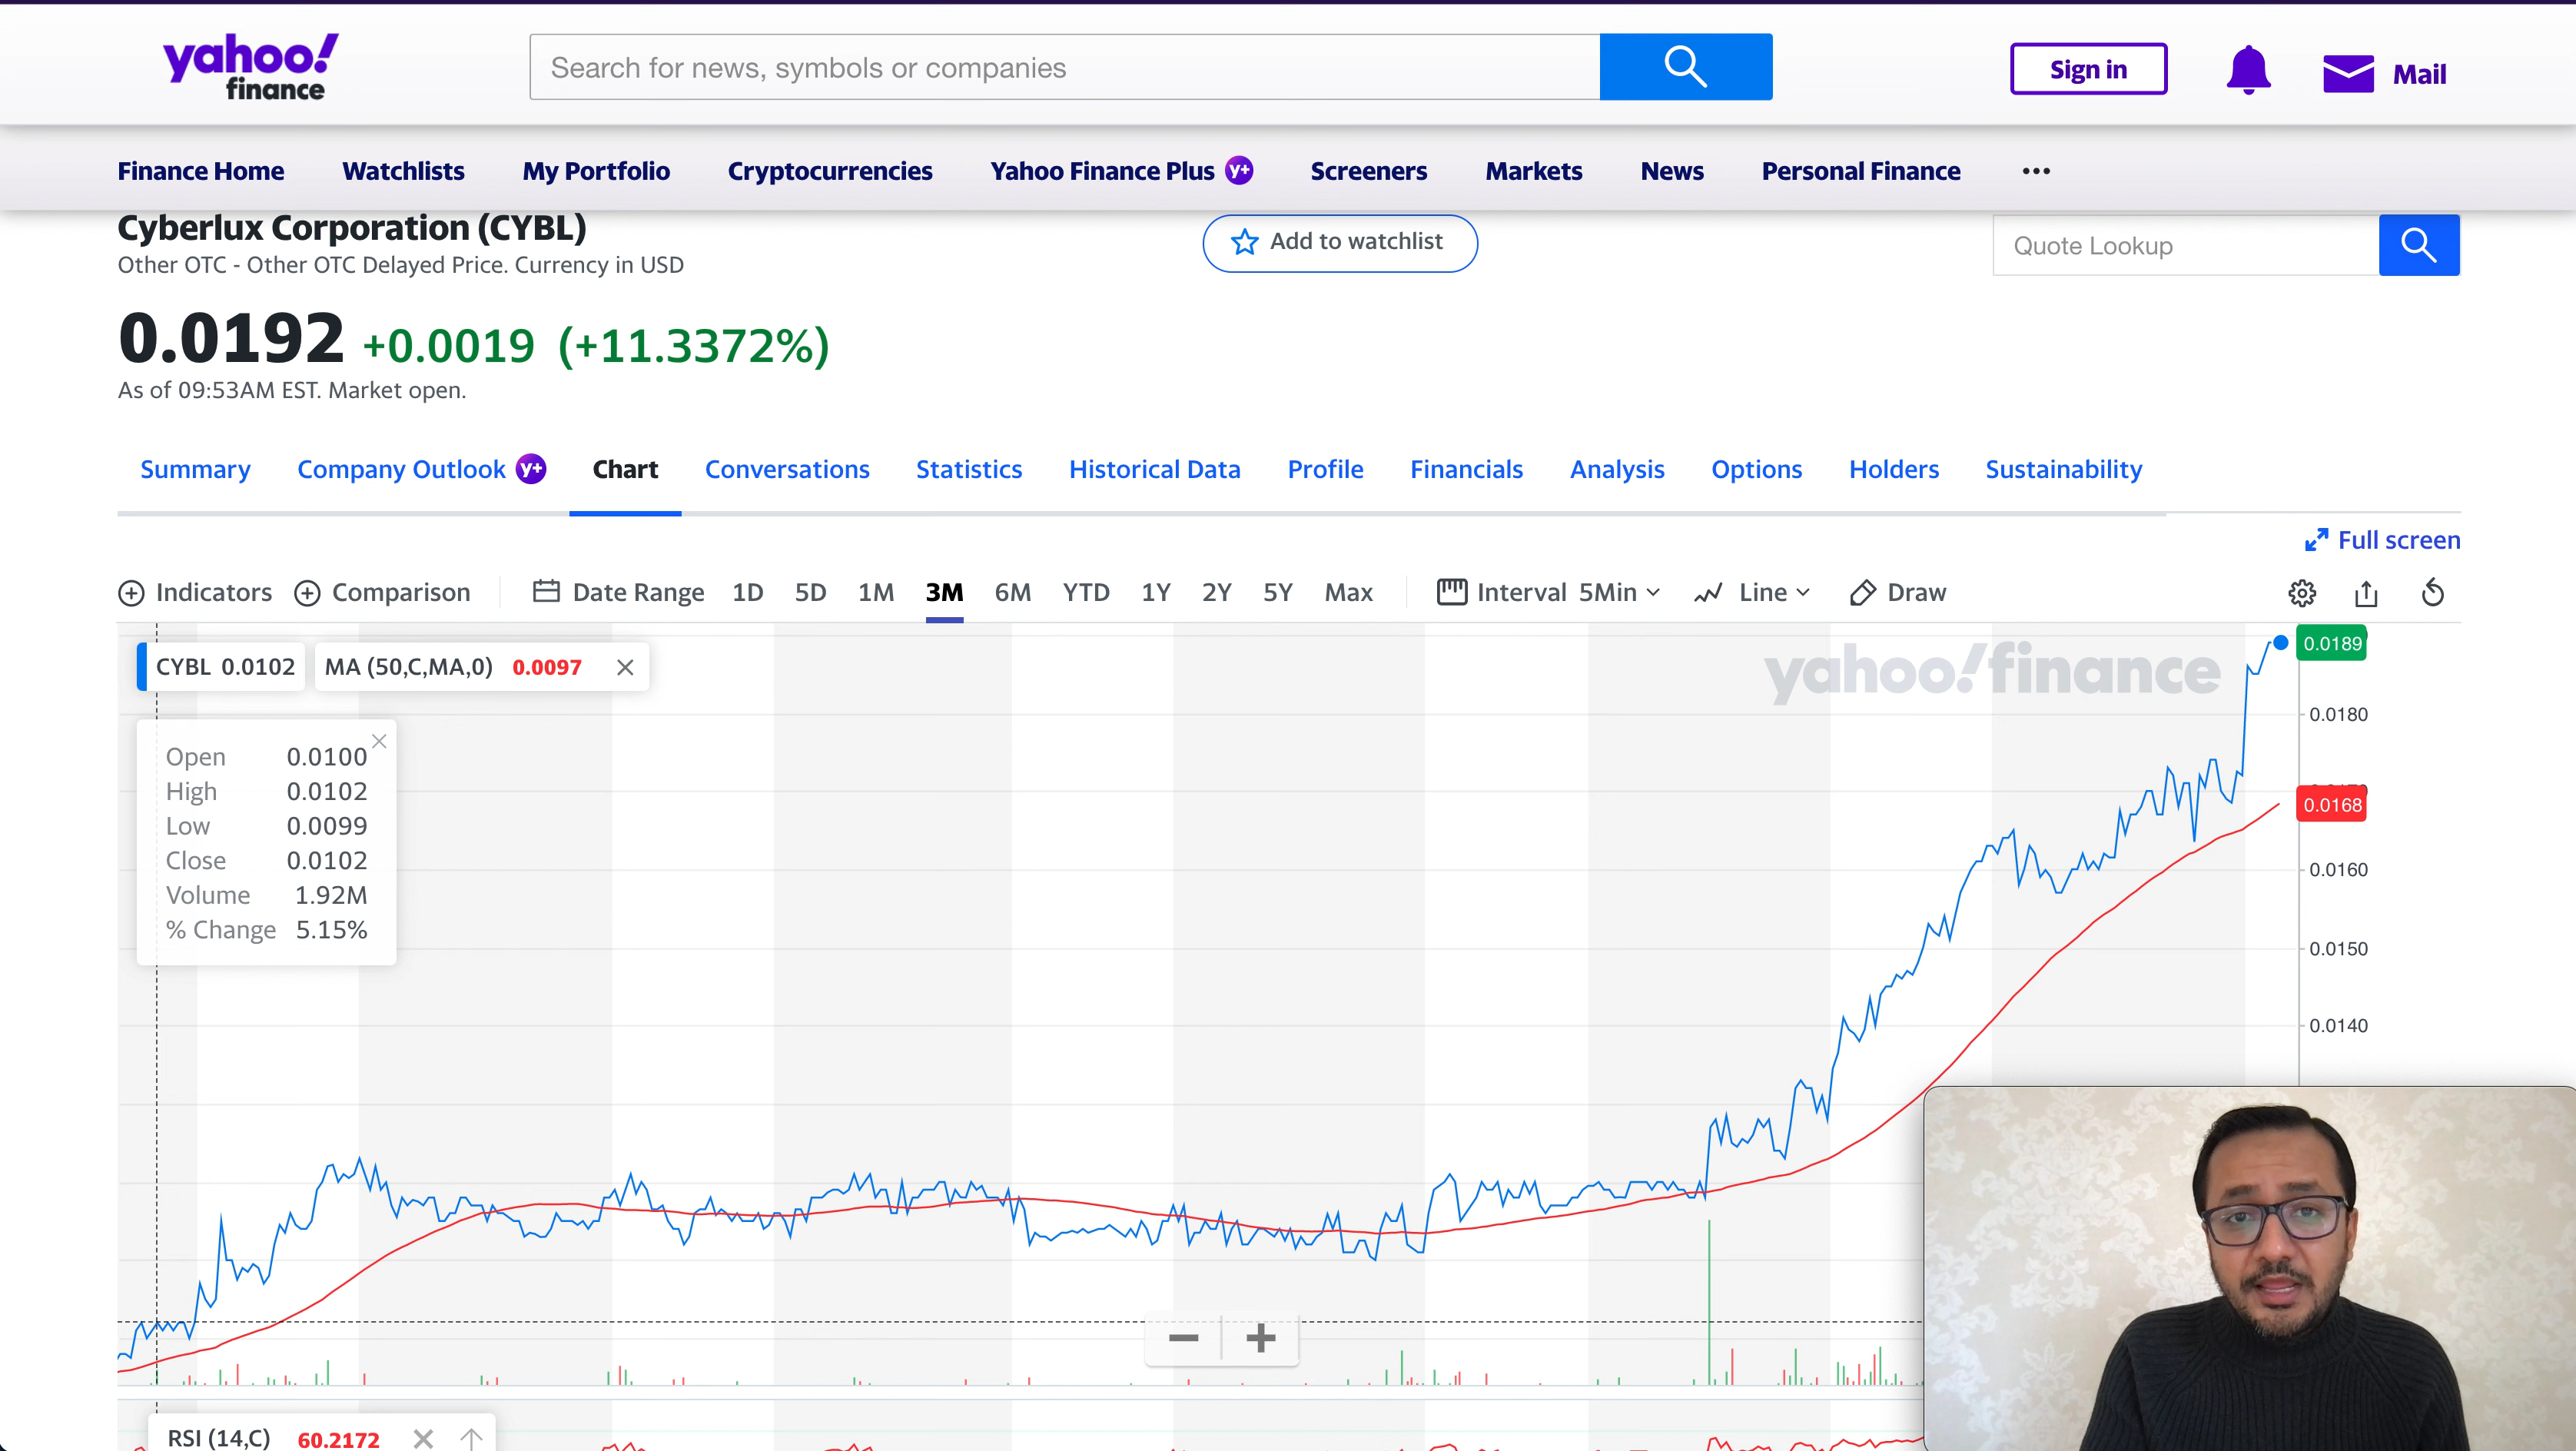 yahoo!
finance
Search for news, symbols or companies
Sign in
Mail
Finance Home
Watchlists
My Portfolio
Cryptocurrencies
Yahoo Finance Plus y+
Screeners
Markets
News
Personal Finance
Cyberlux Corporation (CYBL)
Other OTC - Other OTC Delayed Price. Currency in USD
Add to watchlist
Quote Lookup
0.0192 +0.0019 (+11.3372%)
As of 09:53AM EST. Market open.
Summary
Company Outlook y+
Chart
Conversations
Statistics
Historical Data
Profile
Financials
Analysis
Options
Holders
Sustainability
Full screen
Indicators
Comparison
Date Range
1D
5D
1M
3M
6M
YTD
1Y
2Y
5Y
Max
Interval 5Min
Line
Draw
CYBL 0.0102
MA (50,C,MA,0) 0.0097
yahoo!finance
Open 0.0100
High 0.0102
Low 0.0099
Close 0.0102
Volume 1.92M
% Change 5.15%
0.0189
0.0180
0.0168
0.0160
0.0150
0.0140
RSI (14,C) 60.2172